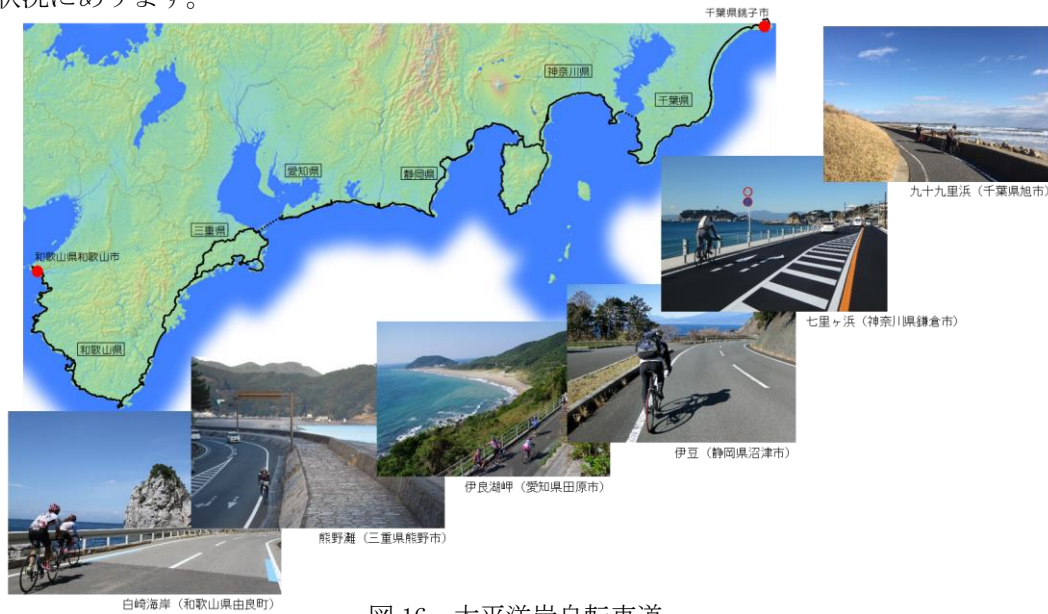 状況にあります。
千葉県銚子市
神奈川県
千葉県
愛知県
静岡県
三重県
和歌山県和歌山市
和歌山県
九十九里浜（千葉県旭市）
七里ヶ浜（神奈川県鎌倉市）
伊豆（静岡県沼津市）
伊良湖岬（愛知県田原市）
熊野灘（三重県熊野市）
白崎海岸（和歌山県由良町）
図 16 太平洋岸自転車道